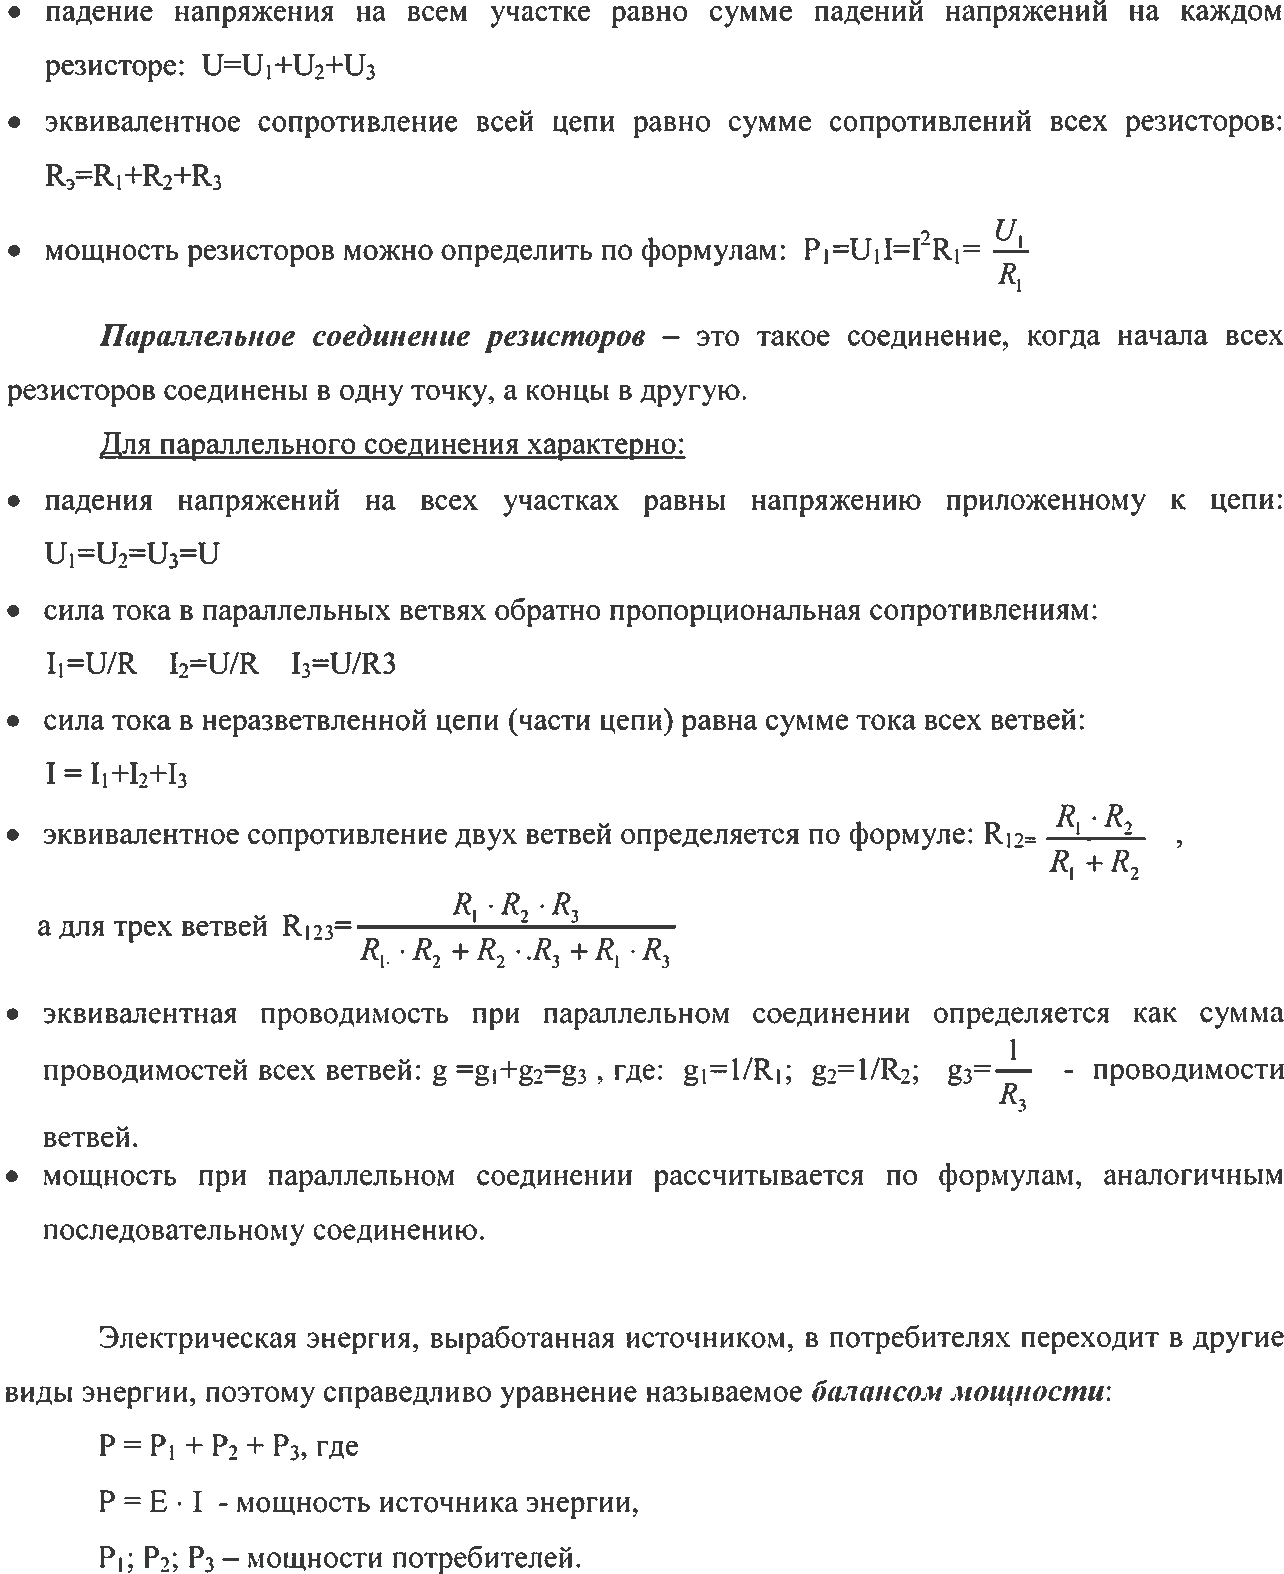 • падение напряжения на всем участке равно сумме падений напряжений на каждом
резисторе: U=U₁+U₂+U₃
• эквивалентное сопротивление всей цепи равно сумме сопротивлений всех резисторов:
Rэ=R₁+R₂+R₃
• мощность резисторов можно определить по формулам: P₁=U₁I=I²R₁= U₁/R₁
Параллельное соединение резисторов – это такое соединение, когда начала всех
резисторов соединены в одну точку, а концы в другую.
Для параллельного соединения характерно:
• падения напряжений на всех участках равны напряжению приложенному к цепи:
U₁=U₂=U₃=U
• сила тока в параллельных ветвях обратно пропорциональная сопротивлениям:
I₁=U/R I₂=U/R I₃=U/R3
• сила тока в неразветвленной цепи (части цепи) равна сумме тока всех ветвей:
I = I₁+I₂+I₃
• эквивалентное сопротивление двух ветвей определяется по формуле: R₁₂= R₁ · R₂ / R₁ + R₂ ,
а для трех ветвей R₁₂₃= R₁ · R₂ · R₃ / R₁. · R₂ + R₂ ·.R₃ + R₁ · R₃
• эквивалентная проводимость при параллельном соединении определяется как сумма
проводимостей всех ветвей: g =g₁+g₂=g₃ , где: g₁=1/R₁; g₂=1/R₂; g₃= 1/R₃ - проводимости
ветвей.
• мощность при параллельном соединении рассчитывается по формулам, аналогичным
последовательному соединению.
Электрическая энергия, выработанная источником, в потребителях переходит в другие
виды энергии, поэтому справедливо уравнение называемое балансом мощности:
P = P₁ + P₂ + P₃, где
P = E · I - мощность источника энергии,
P₁; P₂; P₃ – мощности потребителей.